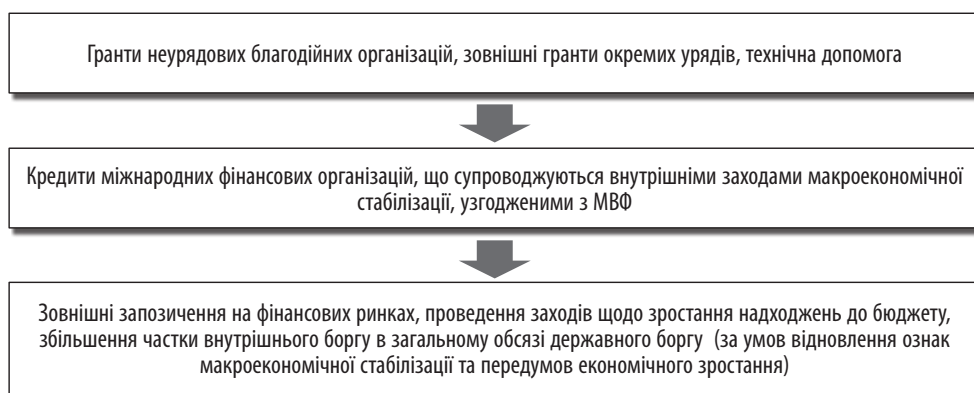 Гранти неурядових благодійних організацій, зовнішні гранти окремих урядів, технічна допомога
Кредити міжнародних фінансових організацій, що супроводжуються внутрішніми заходами макроекономічної
стабілізації, узгодженими з МВФ
Зовнішні запозичення на фінансових ринках, проведення заходів щодо зростання надходжень до бюджету,
збільшення частки внутрішнього боргу в загальному обсязі державного боргу (за умов відновлення ознак
макроекономічної стабілізації та передумов економічного зростання)